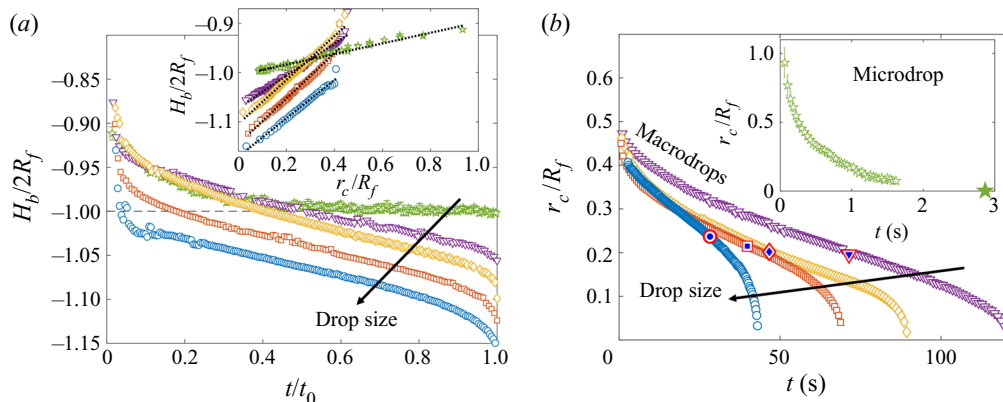 (a)
H_b/2R_f
−0.85
−0.90
−0.95
−1.00
−1.05
−1.10
−1.15
0
0.2
0.4
0.6
0.8
1.0
t/t_0
Drop size
H_b/2R_f
−0.9
−1.0
−1.1
0
0.2
0.4
0.6
0.8
1.0
r_c/R_f
(b)
r_c/R_f
0.6
0.5
0.4
0.3
0.2
0.1
0
50
100
t (s)
Macrodrops
Drop size
Microdrop
r_c/R_f
1.0
0.5
0
0
1
2
3
t (s)